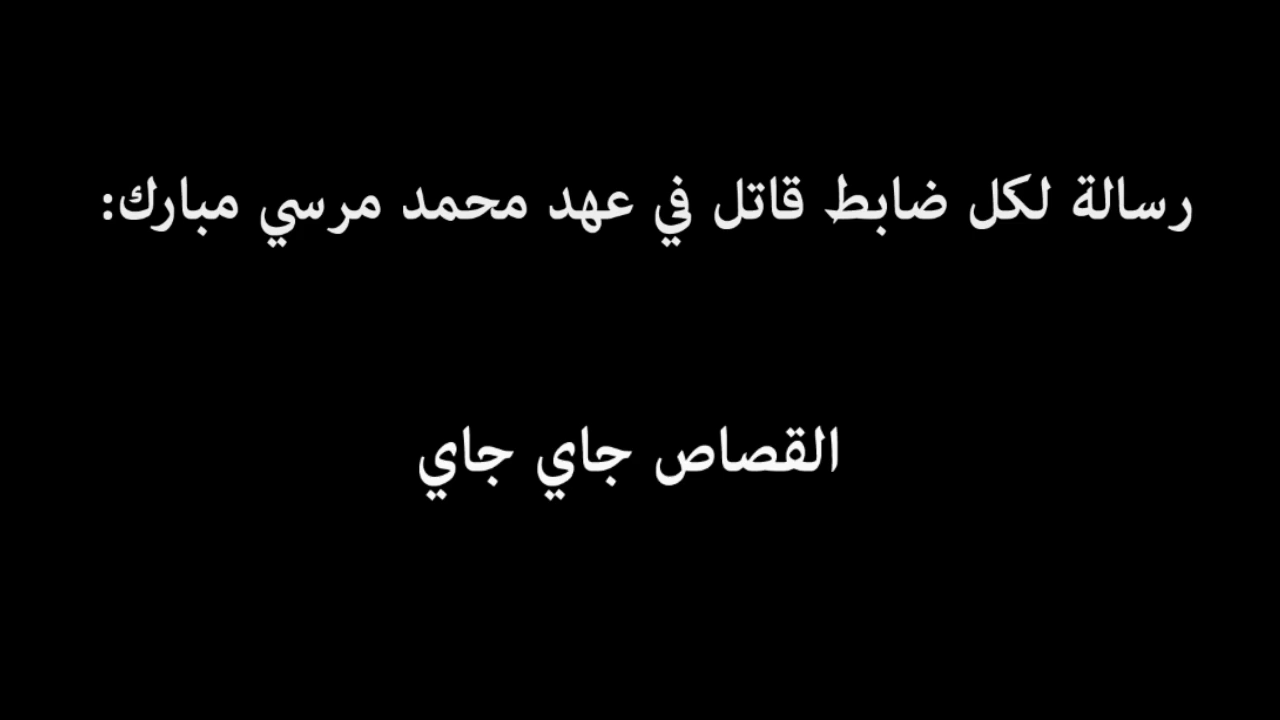 رسالة لكل ضابط قاتل في عهد محمد مرسي مبارك:
القصاص جاي جاي